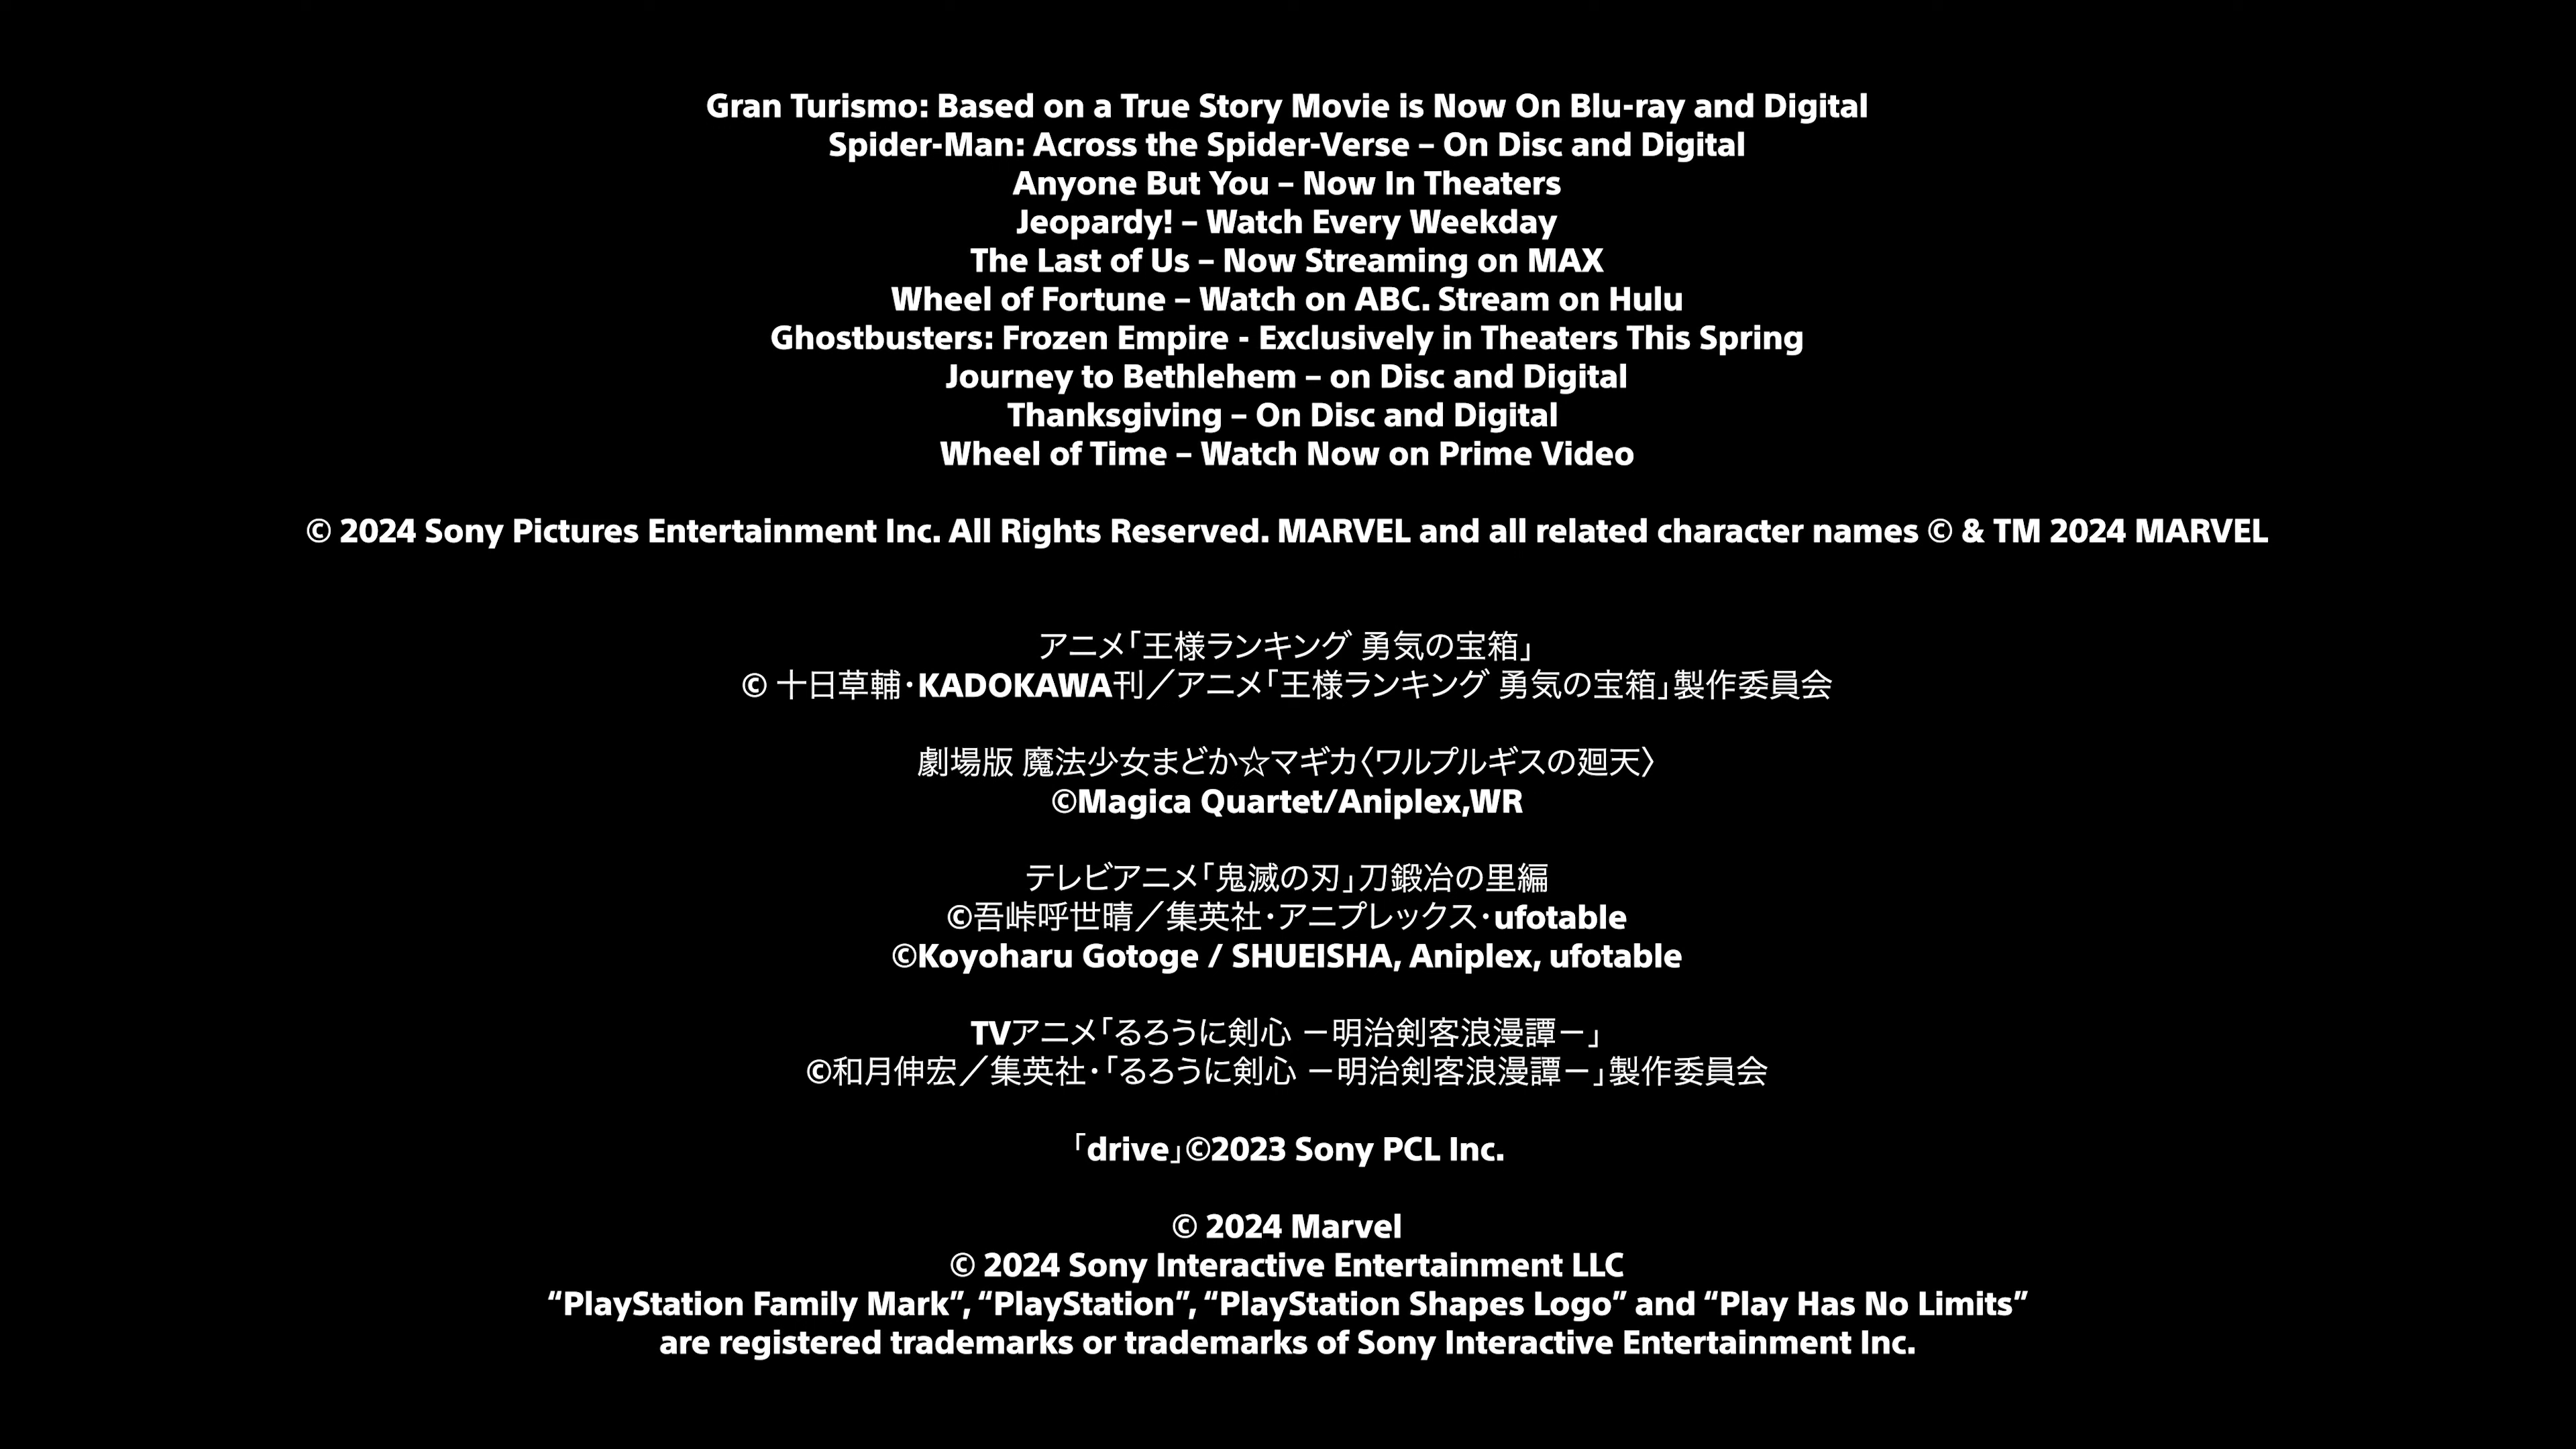 Gran Turismo: Based on a True Story Movie is Now On Blu-ray and Digital
Spider-Man: Across the Spider-Verse – On Disc and Digital
Anyone But You – Now In Theaters
Jeopardy! – Watch Every Weekday
The Last of Us – Now Streaming on MAX
Wheel of Fortune – Watch on ABC. Stream on Hulu
Ghostbusters: Frozen Empire - Exclusively in Theaters This Spring
Journey to Bethlehem – on Disc and Digital
Thanksgiving – On Disc and Digital
Wheel of Time – Watch Now on Prime Video
© 2024 Sony Pictures Entertainment Inc. All Rights Reserved. MARVEL and all related character names © & TM 2024 MARVEL
アニメ「王様ランキング 勇気の宝箱」
© 十日草輔・KADOKAWA刊／アニメ「王様ランキング 勇気の宝箱」製作委員会
劇場版 魔法少女まどか☆マギカ〈ワルプルギスの廻天〉
©Magica Quartet/Aniplex,WR
テレビアニメ「鬼滅の刃」刀鍛冶の里編
©吾峠呼世晴／集英社・アニプレックス・ufotable
©Koyoharu Gotoge / SHUEISHA, Aniplex, ufotable
TVアニメ「るろうに剣心 －明治剣客浪漫譚－」
©和月伸宏／集英社・「るろうに剣心 －明治剣客浪漫譚－」製作委員会
「drive」©2023 Sony PCL Inc.
© 2024 Marvel
© 2024 Sony Interactive Entertainment LLC
“PlayStation Family Mark”, “PlayStation”, “PlayStation Shapes Logo” and “Play Has No Limits”
are registered trademarks or trademarks of Sony Interactive Entertainment Inc.